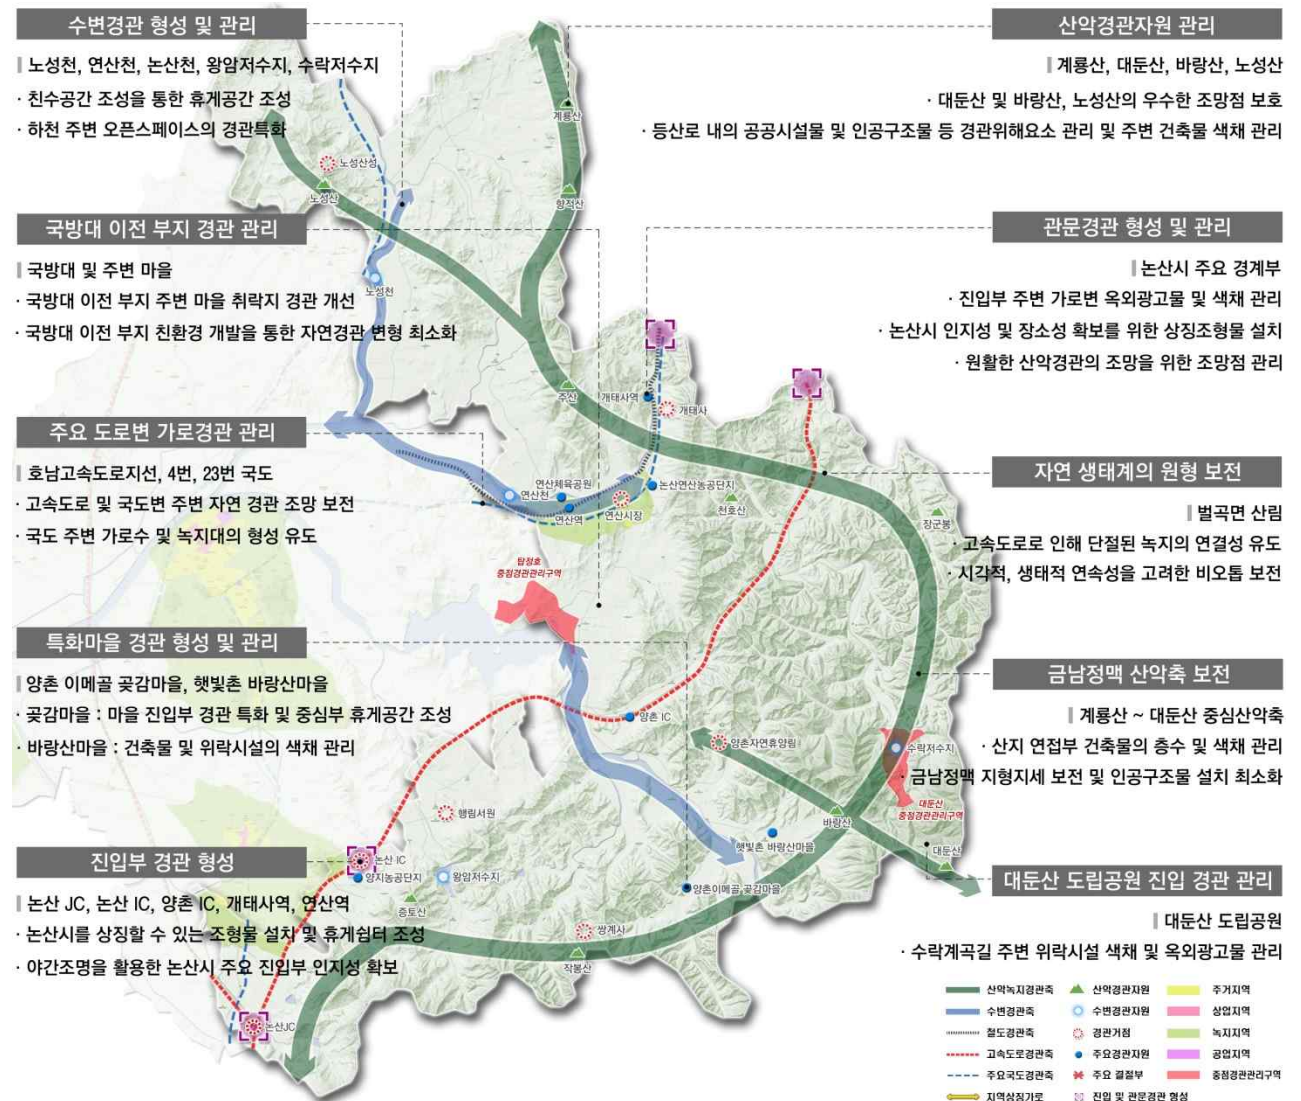 수변경관 형성 및 관리
노성천, 연산천, 논산천, 왕암저수지, 수락저수지
· 친수공간 조성을 통한 휴게공간 조성
· 하천 주변 오픈스페이스의 경관특화
국방대 이전 부지 경관 관리
국방대 및 주변 마을
· 국방대 이전 부지 주변 마을 취락지 경관 개선
· 국방대 이전 부지 친환경 개발을 통한 자연경관 변형 최소화
주요 도로변 가로경관 관리
호남고속도로지선, 4번, 23번 국도
· 고속도로 및 국도변 주변 자연 경관 조망 보전
· 국도 주변 가로수 및 녹지대의 형성 유도
특화마을 경관 형성 및 관리
양촌 이메골 곶감마을, 햇빛촌 바랑산마을
· 곶감마을 : 마을 진입부 경관 특화 및 중심부 휴게공간 조성
· 바랑산마을 : 건축물 및 위락시설의 색채 관리
진입부 경관 형성
논산 JC, 논산 IC, 양촌 IC, 개태사역, 연산역
· 논산시를 상징할 수 있는 조형물 설치 및 휴게쉼터 조성
· 야간조명을 활용한 논산시 주요 진입부 인지성 확보
산악경관자원 관리
계룡산, 대둔산, 바랑산, 노성산
· 대둔산 및 바랑산, 노성산의 우수한 조망점 보호
· 등산로 내의 공공시설물 및 인공구조물 등 경관위해요소 관리 및 주변 건축물 색채 관리
관문경관 형성 및 관리
논산시 주요 경계부
· 진입부 주변 가로변 옥외광고물 및 색채 관리
· 논산시 인지성 및 장소성 확보를 위한 상징조형물 설치
· 원활한 산악경관의 조망을 위한 조망점 관리
자연 생태계의 원형 보전
벌곡면 산림
· 고속도로로 인해 단절된 녹지의 연결성 유도
· 시각적, 생태적 연속성을 고려한 비오톱 보전
금남정맥 산악축 보전
계룡산 ~ 대둔산 중심산악축
· 산지 연접부 건축물의 층수 및 색채 관리
· 금남정맥 지형지세 보전 및 인공구조물 설치 최소화
대둔산 도립공원 진입 경관 관리
대둔산 도립공원
· 수락계곡길 주변 위락시설 색채 및 옥외광고물 관리
계룡산
노성산성
노성산
향적산
노성천
주산
개태사역
개태사
연산체육공원
연산천
연산역
연산시장
논산연산농공단지
천호산
장군봉
탑정호
중점경관관리구역
양촌 IC
양촌자연휴양림
수락저수지
대둔산
중점경관관리구역
행림서원
바랑산
햇빛촌 바랑산마을
대둔산
논산 IC
양지농공단지
왕암저수지
양촌이메골 곶감마을
증토산
쌍계사
작봉산
논산JC
산악녹지경관축
산악경관자원
주거지역
수변경관축
수변경관자원
상업지역
철도경관축
경관거점
녹지지역
고속도로경관축
주요경관자원
공업지역
주요국도경관축
주요 결절부
중점경관관리구역
지역상징가로
진입 및 관문경관 형성